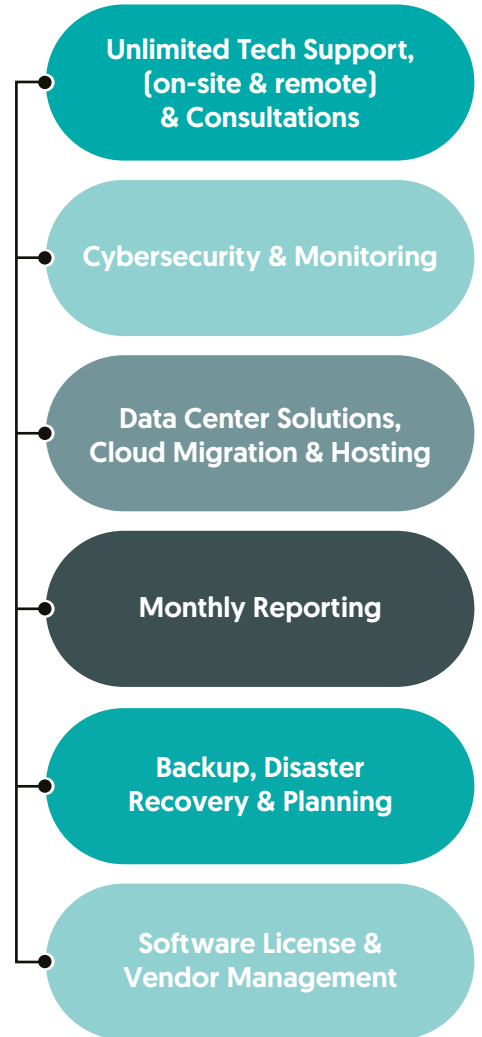 Unlimited Tech Support,
(on-site & remote)
& Consultations
Cybersecurity & Monitoring
Data Center Solutions,
Cloud Migration & Hosting
Monthly Reporting
Backup, Disaster
Recovery & Planning
Software License &
Vendor Management